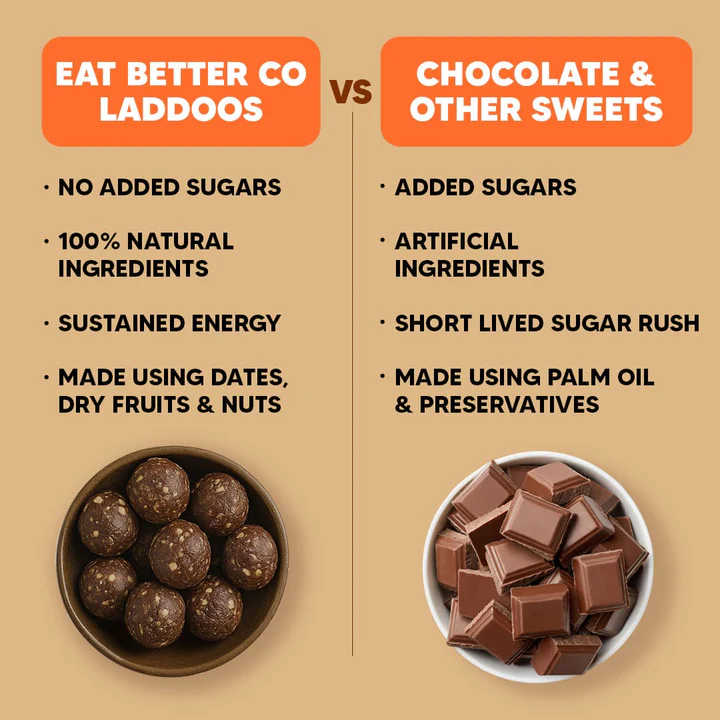 EAT BETTER CO
LADDOOS
VS
CHOCOLATE &
OTHER SWEETS
· NO ADDED SUGARS
· 100% NATURAL
INGREDIENTS
· SUSTAINED ENERGY
· MADE USING DATES,
DRY FRUITS & NUTS
· ADDED SUGARS
· ARTIFICIAL
INGREDIENTS
· SHORT LIVED SUGAR RUSH
· MADE USING PALM OIL
& PRESERVATIVES